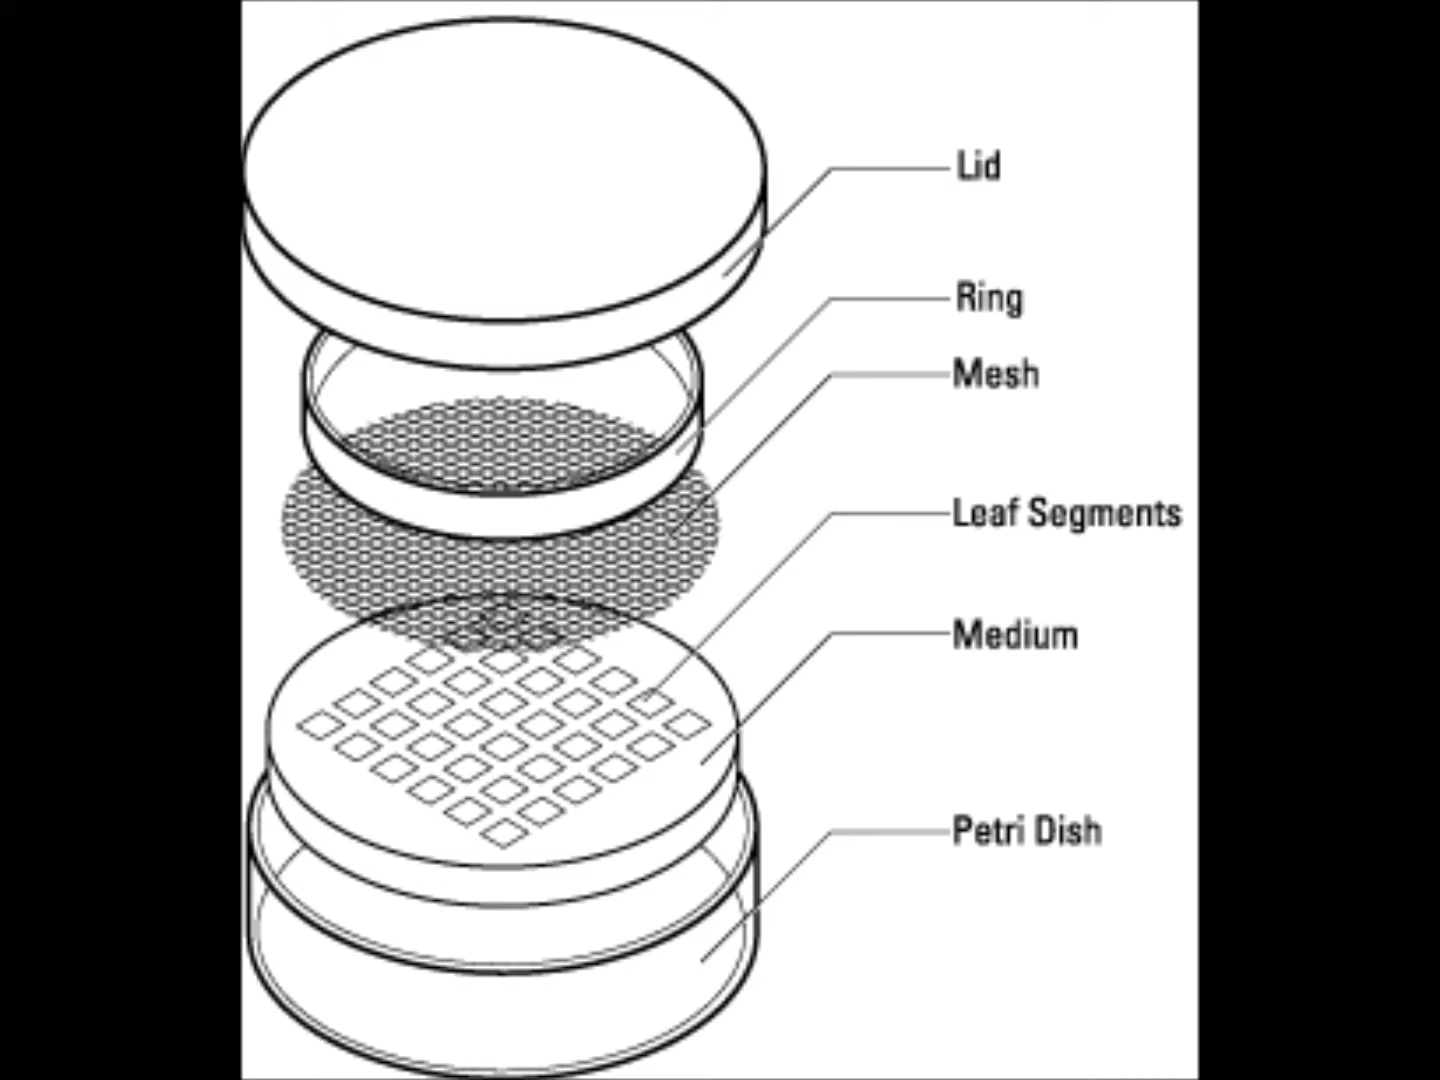 Lid
Ring
Mesh
Leaf Segments
Medium
Petri Dish